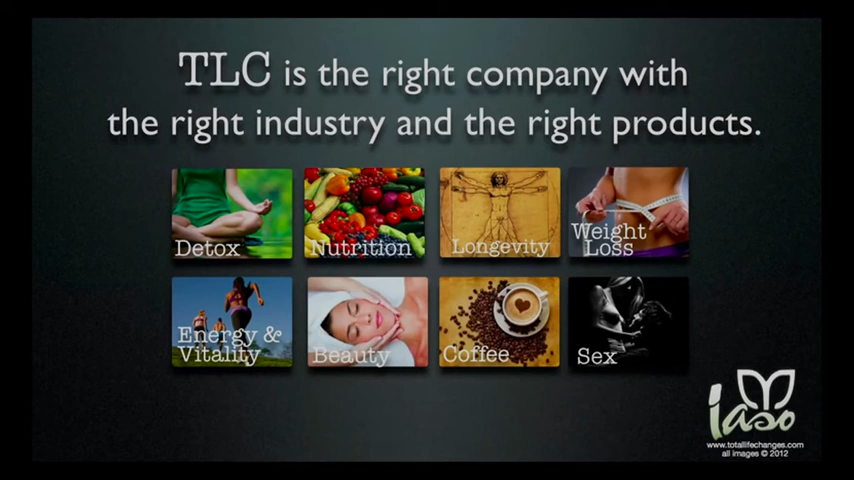 TLC is the right company with
the right industry and the right products.
Detox
Nutrition
Longevity
Weight
Loss
Energy &
Vitality
Beauty
Coffee
Sex
iaso
www.totallifechanges.com
all images © 2012